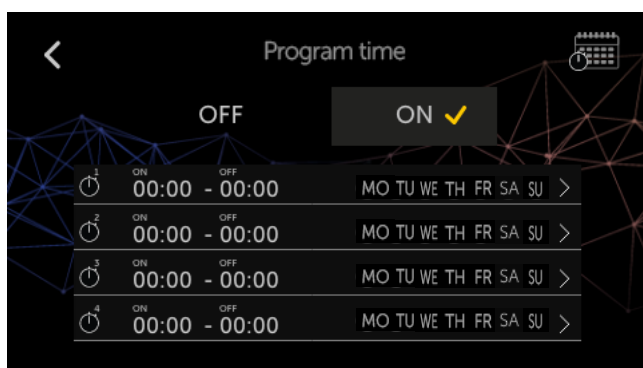 Program time
OFF ON
1 ON OFF
00:00 - 00:00 MO TU WE TH FR SA SU
2 ON OFF
00:00 - 00:00 MO TU WE TH FR SA SU
3 ON OFF
00:00 - 00:00 MO TU WE TH FR SA SU
4 ON OFF
00:00 - 00:00 MO TU WE TH FR SA SU